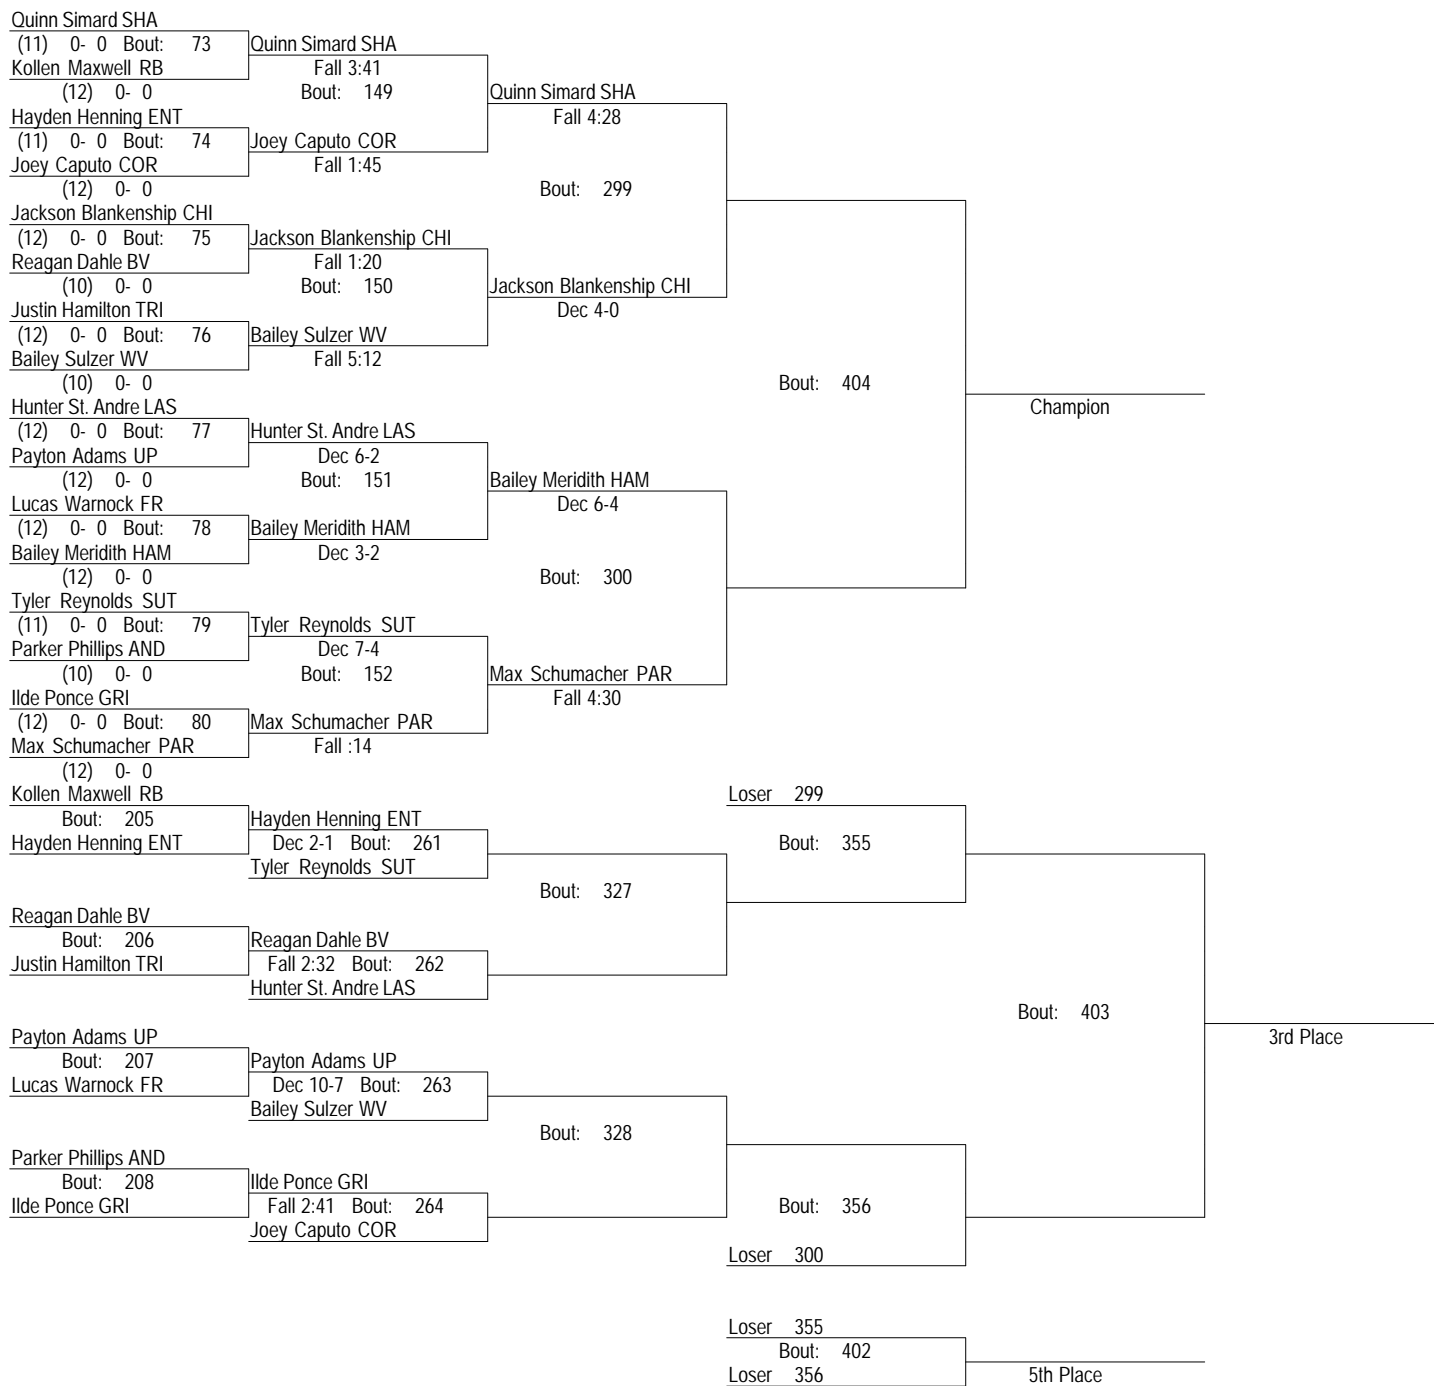 Quinn Simard SHA
(11) 0- 0 Bout: 73 Quinn Simard SHA
Kollen Maxwell RB Fall 3:41
(12) 0- 0 Bout: 149 Quinn Simard SHA
Hayden Henning ENT Fall 4:28
(11) 0- 0 Bout: 74 Joey Caputo COR
Joey Caputo COR Fall 1:45
(12) 0- 0 Bout: 299
Jackson Blankenship CHI
(12) 0- 0 Bout: 75 Jackson Blankenship CHI
Reagan Dahle BV Fall 1:20
(10) 0- 0 Bout: 150 Jackson Blankenship CHI
Justin Hamilton TRI Dec 4-0
(12) 0- 0 Bout: 76 Bailey Sulzer WV
Bailey Sulzer WV Fall 5:12
(10) 0- 0 Bout: 404
Hunter St. Andre LAS Champion
(12) 0- 0 Bout: 77 Hunter St. Andre LAS
Payton Adams UP Dec 6-2
(12) 0- 0 Bout: 151 Bailey Meridith HAM
Lucas Warnock FR Dec 6-4
(12) 0- 0 Bout: 78 Bailey Meridith HAM
Bailey Meridith HAM Dec 3-2
(12) 0- 0 Bout: 300
Tyler Reynolds SUT
(11) 0- 0 Bout: 79 Tyler Reynolds SUT
Parker Phillips AND Dec 7-4
(10) 0- 0 Bout: 152 Max Schumacher PAR
Ilde Ponce GRI Fall 4:30
(12) 0- 0 Bout: 80 Max Schumacher PAR
Max Schumacher PAR Fall :14
(12) 0- 0
Kollen Maxwell RB Loser 299
Bout: 205 Hayden Henning ENT
Hayden Henning ENT Dec 2-1 Bout: 261 Bout: 355
Tyler Reynolds SUT
Bout: 327
Reagan Dahle BV
Bout: 206 Reagan Dahle BV
Justin Hamilton TRI Fall 2:32 Bout: 262
Hunter St. Andre LAS
Bout: 403
Payton Adams UP 3rd Place
Bout: 207 Payton Adams UP
Lucas Warnock FR Dec 10-7 Bout: 263
Bailey Sulzer WV
Bout: 328
Parker Phillips AND
Bout: 208 Ilde Ponce GRI
Ilde Ponce GRI Fall 2:41 Bout: 264 Bout: 356
Joey Caputo COR
Loser 300
Loser 355
Bout: 402
Loser 356 5th Place